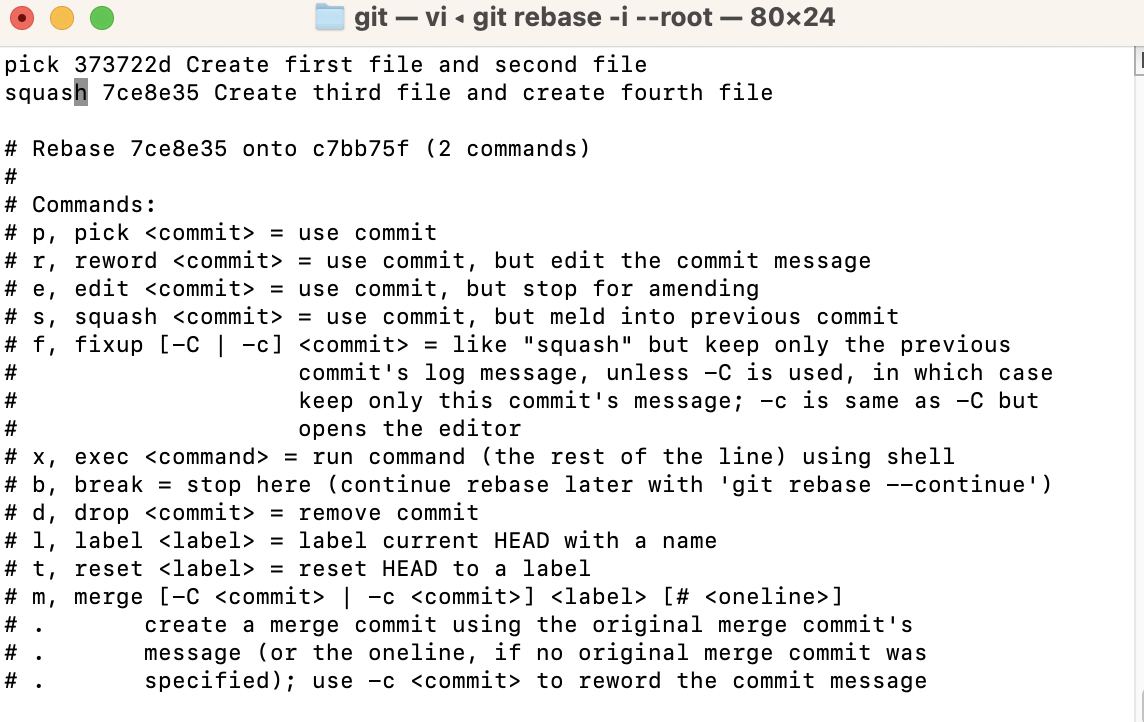 git — vi ◂ git rebase -i --root — 80×24
pick 373722d Create first file and second file
squash 7ce8e35 Create third file and create fourth file
# Rebase 7ce8e35 onto c7bb75f (2 commands)
#
# Commands:
# p, pick <commit> = use commit
# r, reword <commit> = use commit, but edit the commit message
# e, edit <commit> = use commit, but stop for amending
# s, squash <commit> = use commit, but meld into previous commit
# f, fixup [-C | -c] <commit> = like "squash" but keep only the previous
#                    commit's log message, unless -C is used, in which case
#                    keep only this commit's message; -c is same as -C but
#                    opens the editor
# x, exec <command> = run command (the rest of the line) using shell
# b, break = stop here (continue rebase later with 'git rebase --continue')
# d, drop <commit> = remove commit
# l, label <label> = label current HEAD with a name
# t, reset <label> = reset HEAD to a label
# m, merge [-C <commit> | -c <commit>] <label> [# <oneline>]
# .       create a merge commit using the original merge commit's
# .       message (or the oneline, if no original merge commit was
# .       specified); use -c <commit> to reword the commit message